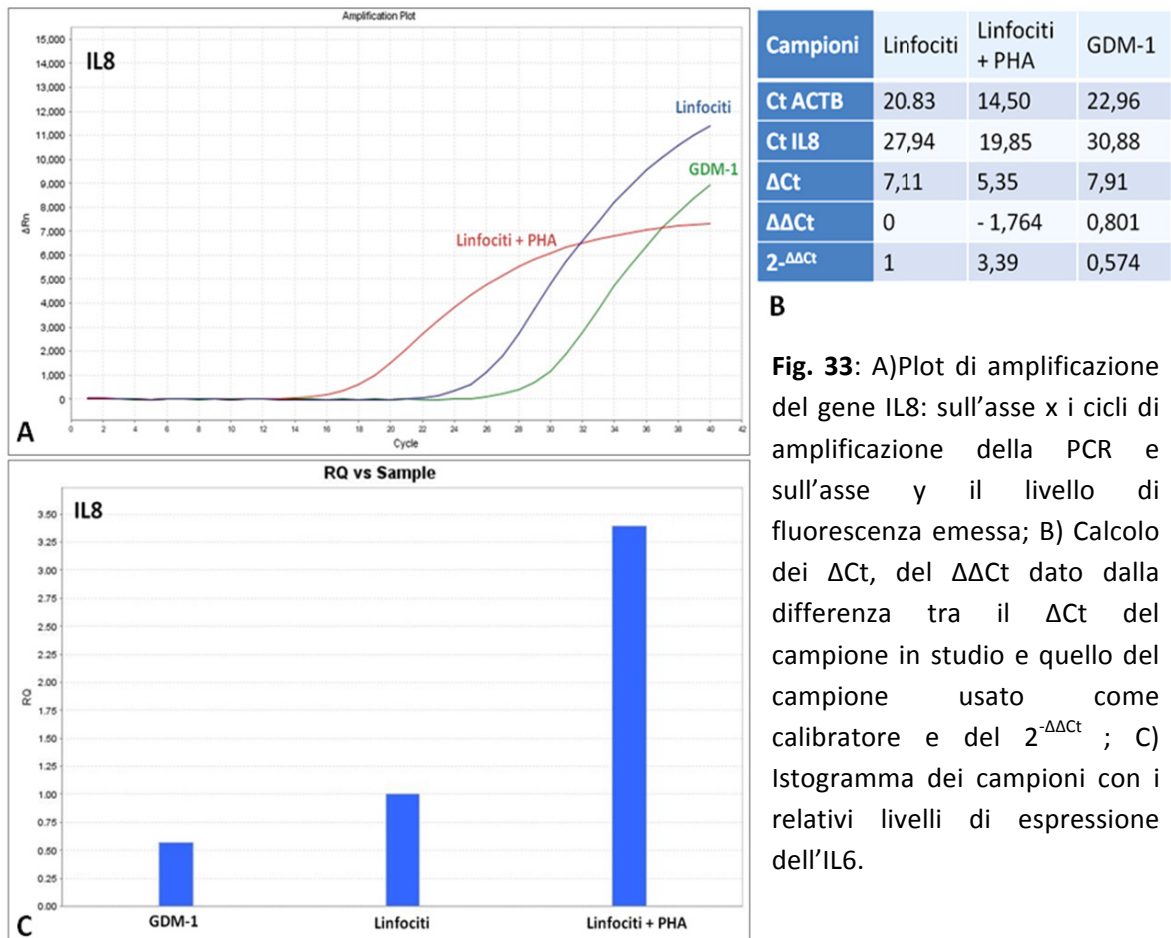 Amplification Plot
IL8
15,000
14,000
13,000
12,000
11,000
10,000
9,000
8,000
7,000
6,000
5,000
4,000
3,000
2,000
1,000
0
ΔRn
Linfociti
GDM-1
Linfociti + PHA
0 2 4 6 8 10 12 14 16 18 20 22 24 26 28 30 32 34 36 38 40 42
Cycle
A
Campioni Linfociti Linfociti + PHA GDM-1
Ct ACTB 20.83 14,50 22,96
Ct IL8 27,94 19,85 30,88
ΔCt 7,11 5,35 7,91
ΔΔCt 0 - 1,764 0,801
2-ΔΔCt 1 3,39 0,574
B
RQ vs Sample
IL8
3.50
3.25
3.00
2.75
2.50
2.25
2.00
1.75
1.50
1.25
1.00
0.75
0.50
0.25
0.00
RQ
GDM-1 Linfociti Linfociti + PHA
C
Fig. 33: A)Plot di amplificazione
del gene IL8: sull’asse x i cicli di
amplificazione della PCR e
sull’asse y il livello di
fluorescenza emessa; B) Calcolo
dei ΔCt, del ΔΔCt dato dalla
differenza tra il ΔCt del
campione in studio e quello del
campione usato come
calibratore e del 2-ΔΔCt ; C)
Istogramma dei campioni con i
relativi livelli di espressione
dell’IL6.